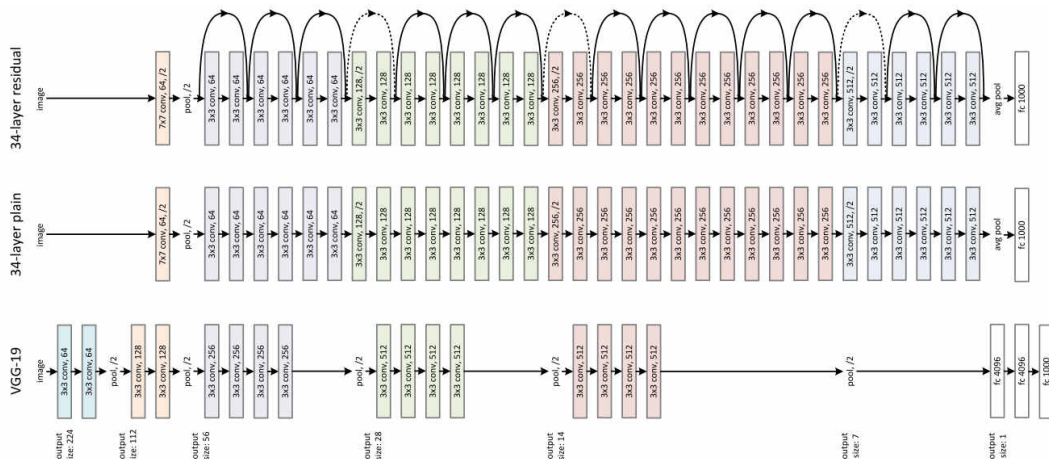 34-layer residual
image
7x7 conv, 64, /2
pool, /2
3x3 conv, 64
3x3 conv, 64
3x3 conv, 64
3x3 conv, 64
3x3 conv, 64
3x3 conv, 64
3x3 conv, 128, /2
3x3 conv, 128
3x3 conv, 128
3x3 conv, 128
3x3 conv, 128
3x3 conv, 128
3x3 conv, 128
3x3 conv, 128
3x3 conv, 256, /2
3x3 conv, 256
3x3 conv, 256
3x3 conv, 256
3x3 conv, 256
3x3 conv, 256
3x3 conv, 256
3x3 conv, 256
3x3 conv, 256
3x3 conv, 256
3x3 conv, 256
3x3 conv, 256
3x3 conv, 512, /2
3x3 conv, 512
3x3 conv, 512
3x3 conv, 512
3x3 conv, 512
3x3 conv, 512
avg pool
fc 1000
34-layer plain
image
7x7 conv, 64, /2
pool, /2
3x3 conv, 64
3x3 conv, 64
3x3 conv, 64
3x3 conv, 64
3x3 conv, 64
3x3 conv, 64
3x3 conv, 128, /2
3x3 conv, 128
3x3 conv, 128
3x3 conv, 128
3x3 conv, 128
3x3 conv, 128
3x3 conv, 128
3x3 conv, 128
3x3 conv, 256, /2
3x3 conv, 256
3x3 conv, 256
3x3 conv, 256
3x3 conv, 256
3x3 conv, 256
3x3 conv, 256
3x3 conv, 256
3x3 conv, 256
3x3 conv, 256
3x3 conv, 256
3x3 conv, 256
3x3 conv, 512, /2
3x3 conv, 512
3x3 conv, 512
3x3 conv, 512
3x3 conv, 512
3x3 conv, 512
avg pool
fc 1000
VGG-19
image
3x3 conv, 64
3x3 conv, 64
pool, /2
3x3 conv, 128
3x3 conv, 128
pool, /2
3x3 conv, 256
3x3 conv, 256
3x3 conv, 256
3x3 conv, 256
pool, /2
3x3 conv, 512
3x3 conv, 512
3x3 conv, 512
3x3 conv, 512
pool, /2
3x3 conv, 512
3x3 conv, 512
3x3 conv, 512
3x3 conv, 512
pool, /2
fc 4096
fc 4096
fc 1000
output
size: 224
output
size: 112
output
size: 56
output
size: 28
output
size: 14
output
size: 7
output
size: 1